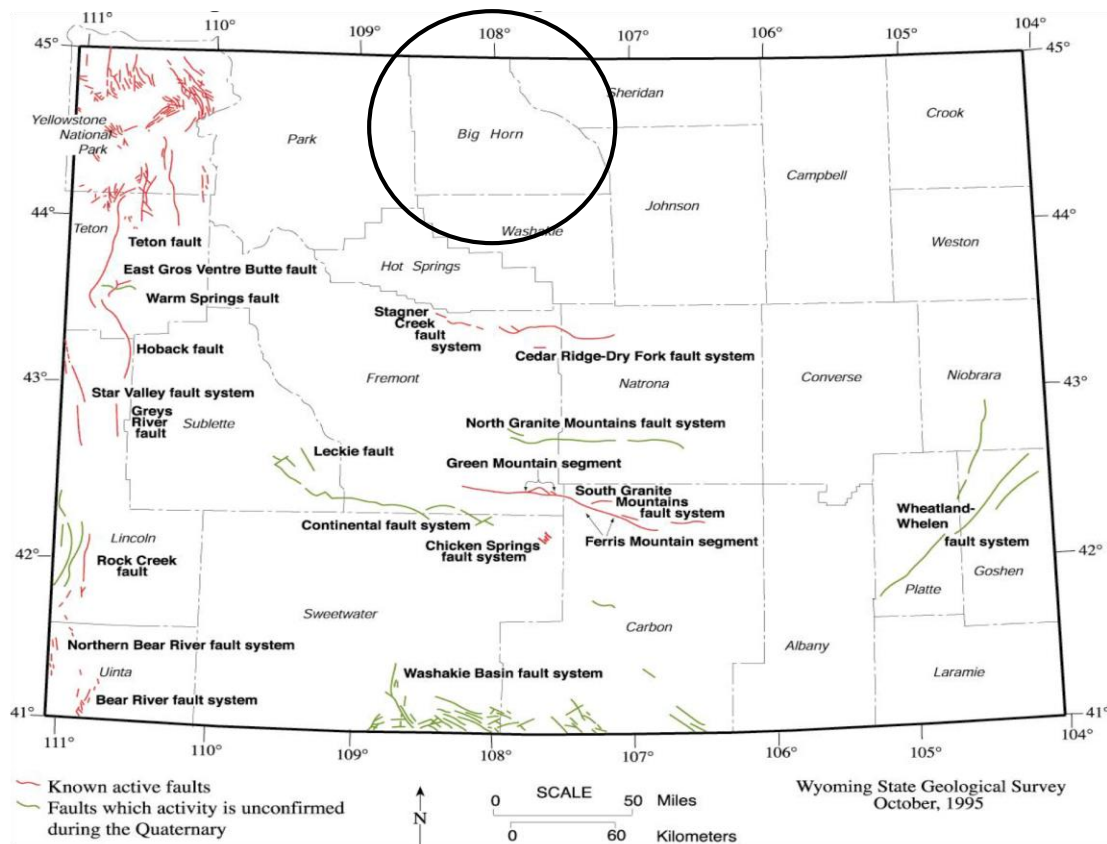 111°
110°
109°
108°
107°
106°
105°
104°
45°
45°
Sheridan
Crook
Yellowstone
National
Park
Park
Big Horn
Campbell
Johnson
44°
44°
Teton
Washakie
Weston
Teton fault
Hot Springs
East Gros Ventre Butte fault
Warm Springs fault
Stagner
Creek
fault
system
Hoback fault
Cedar Ridge-Dry Fork fault system
43°
43°
Fremont
Natrona
Converse
Niobrara
Star Valley fault system
Greys
River
fault
Sublette
North Granite Mountains fault system
Leckie fault
Green Mountain segment
South Granite
Mountains
fault system
Wheatland-
Whelen
fault system
Continental fault system
Chicken Springs
fault system
Ferris Mountain segment
42°
42°
Lincoln
Rock Creek
fault
Goshen
Platte
Sweetwater
Carbon
Albany
Northern Bear River fault system
Uinta
Washakie Basin fault system
Laramie
Bear River fault system
41°
41°
111°
110°
109°
108°
107°
106°
105°
104°
Known active faults
Faults which activity is unconfirmed
during the Quaternary
N
SCALE
0 50 Miles
0 60 Kilometers
Wyoming State Geological Survey
October, 1995